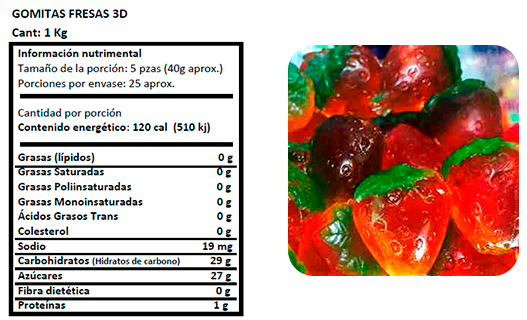 GOMITAS FRESAS 3D
Cant: 1 Kg
Información nutrimental
Tamaño de la porción: 5 pzas (40g aprox.)
Porciones por envase: 25 aprox.
Cantidad por porción
Contenido energético: 120 cal (510 kj)
Grasas (lípidos) 0 g
Grasas Saturadas 0 g
Grasas Poliinsaturadas 0 g
Grasas Monoinsaturadas 0 g
Ácidos Grasos Trans 0 g
Colesterol 0 g
Sodio 19 mg
Carbohidratos (Hidratos de carbono) 29 g
Azúcares 27 g
Fibra dietética 0 g
Proteínas 1 g